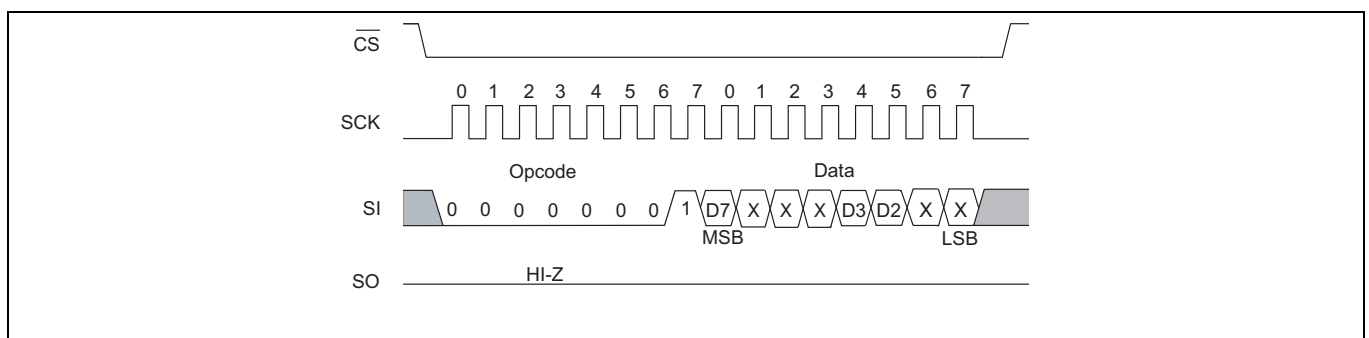 CS
0 1 2 3 4 5 6 7 0 1 2 3 4 5 6 7
SCK
Opcode Data
SI 0 0 0 0 0 0 0 1 D7 X X X D3 D2 X X
MSB LSB
HI-Z
SO